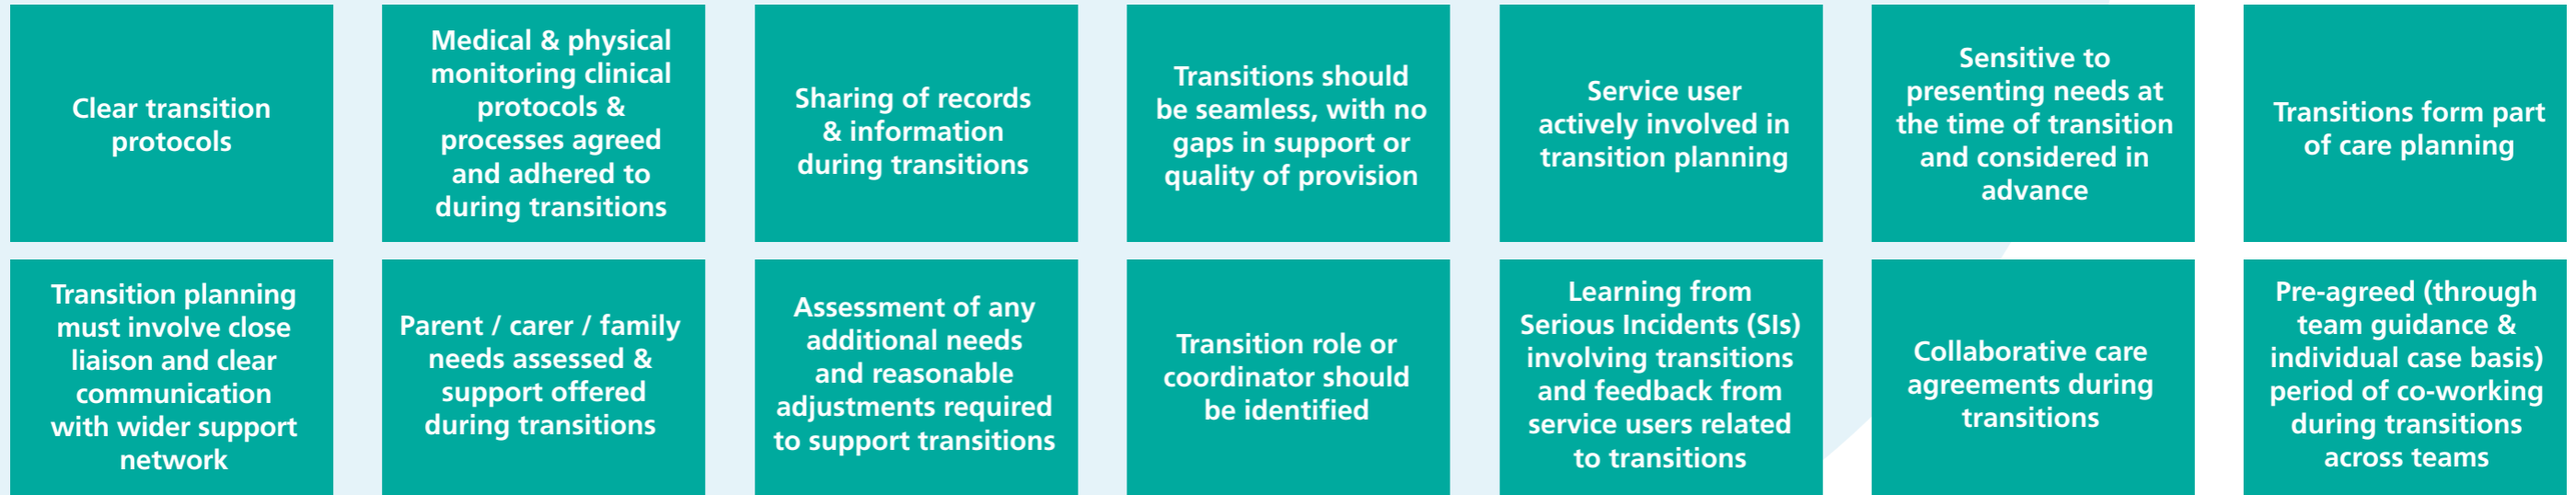 Clear transition
protocols
Medical & physical
monitoring clinical
protocols &
processes agreed
and adhered to
during transitions
Sharing of records
& information
during transitions
Transitions should
be seamless, with no
gaps in support or
quality of provision
Service user
actively involved in
transition planning
Sensitive to
presenting needs at
the time of transition
and considered in
advance
Transitions form part
of care planning
Transition planning
must involve close
liaison and clear
communication
with wider support
network
Parent / carer / family
needs assessed &
support offered
during transitions
Assessment of any
additional needs
and reasonable
adjustments required
to support transitions
Transition role or
coordinator should
be identified
Learning from
Serious Incidents (SIs)
involving transitions
and feedback from
service users related
to transitions
Collaborative care
agreements during
transitions
Pre-agreed (through
team guidance &
individual case basis)
period of co-working
during transitions
across teams